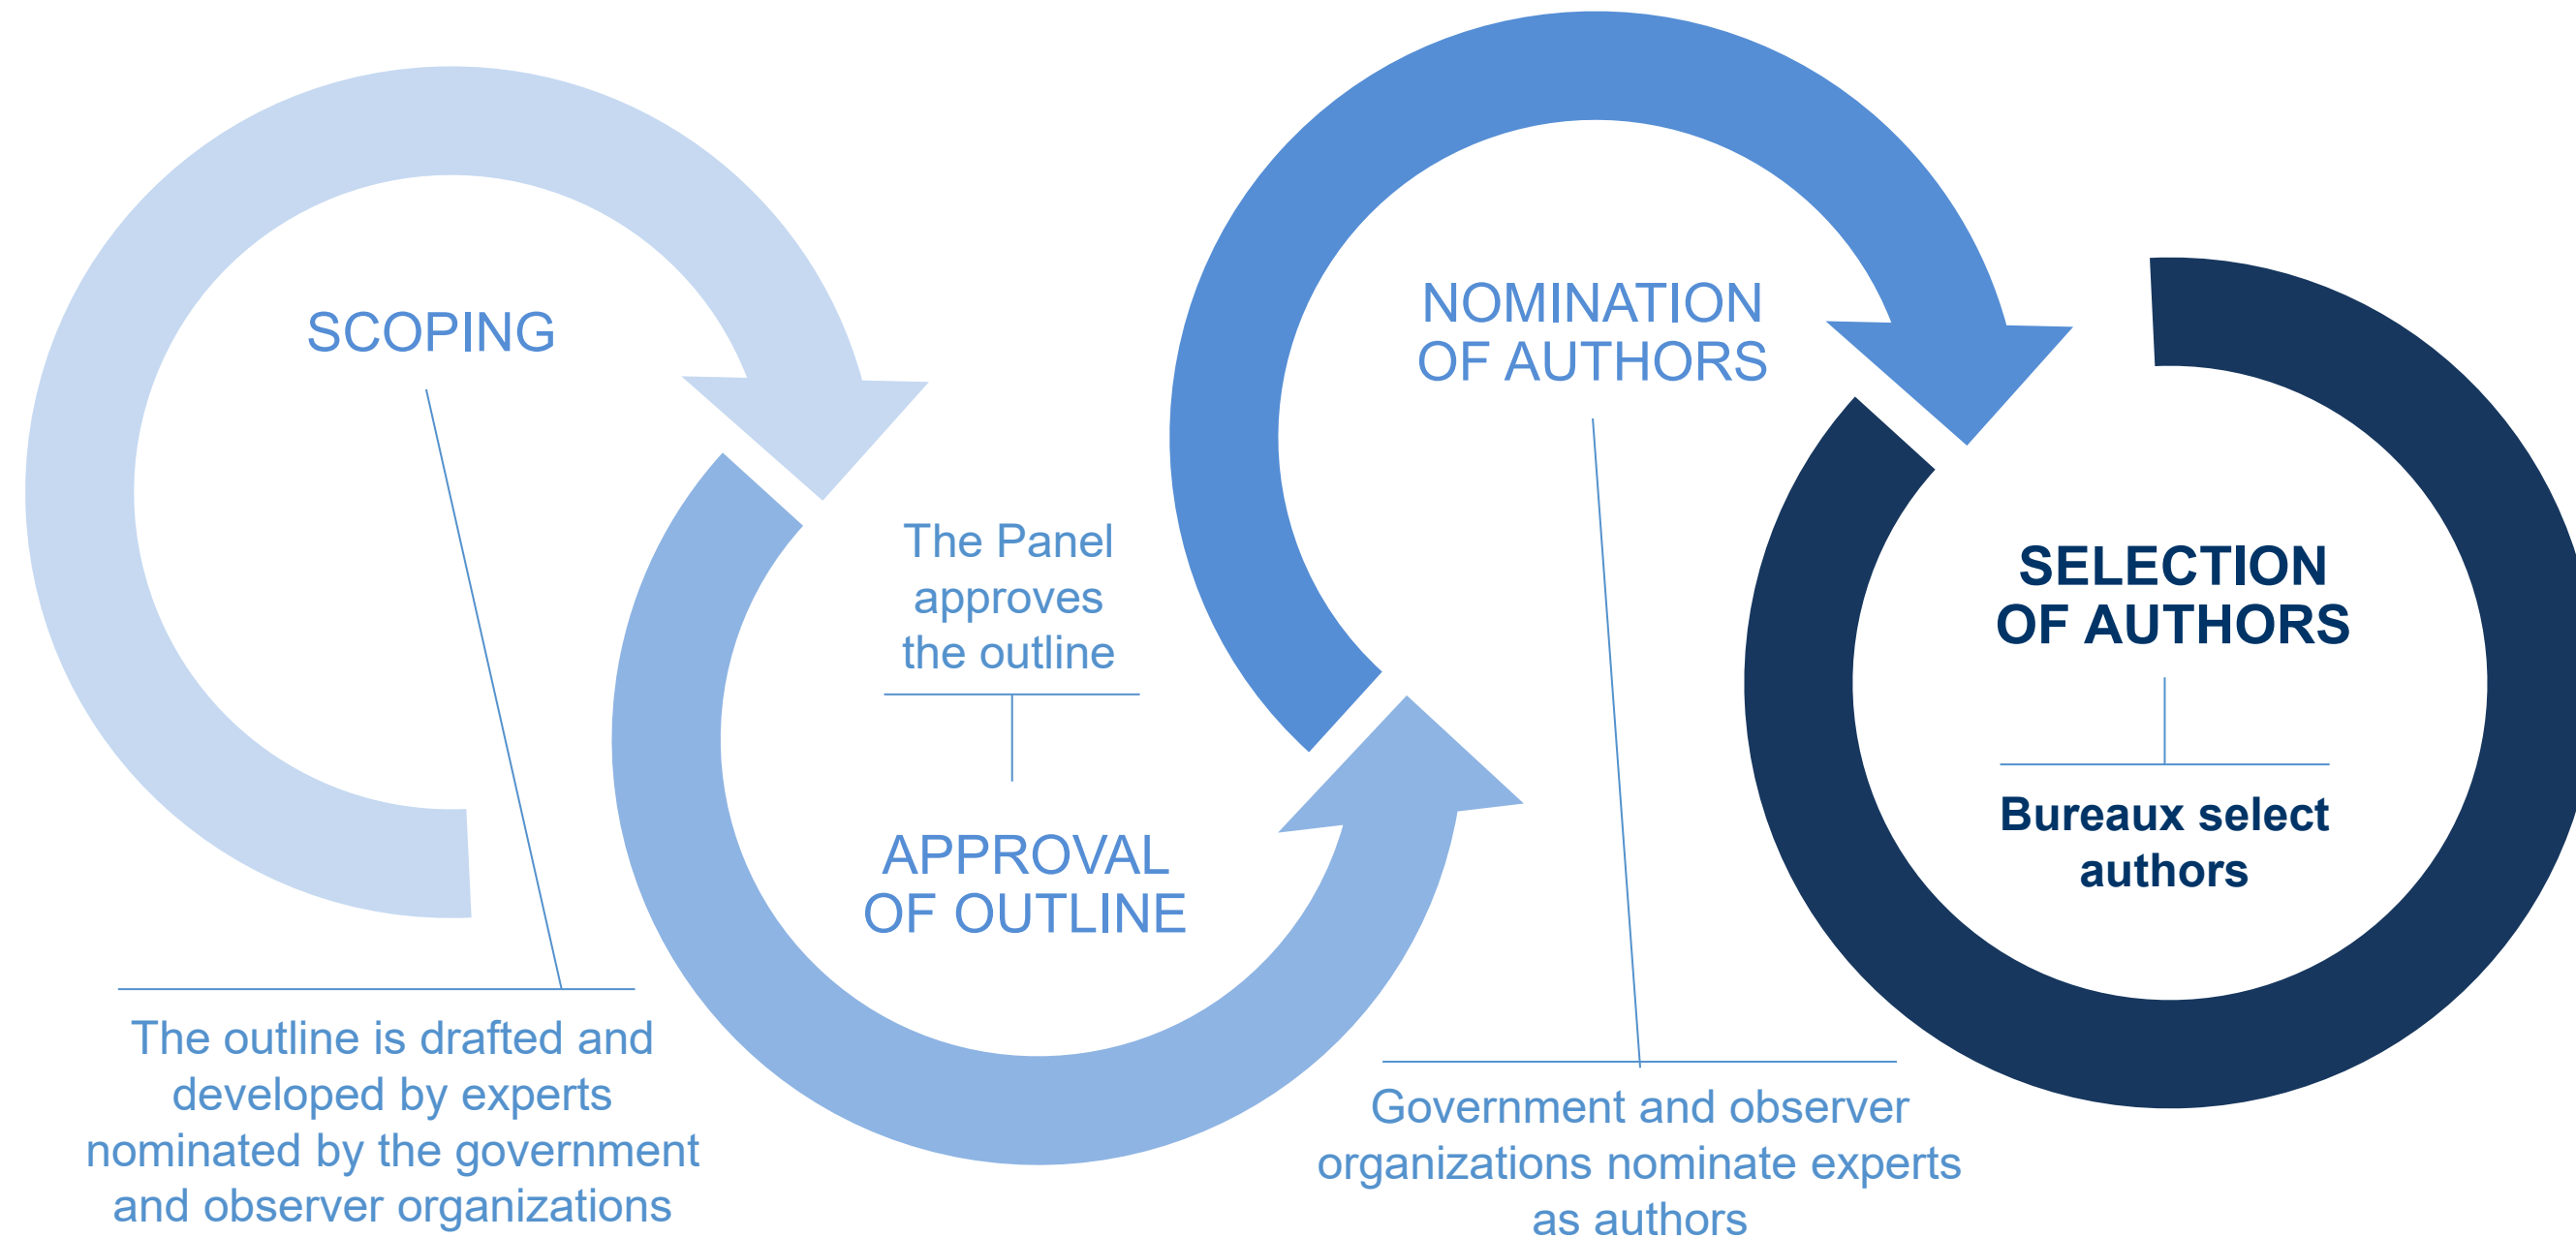 SCOPING
The outline is drafted and
developed by experts
nominated by the government
and observer organizations
The Panel
approves
the outline
APPROVAL
OF OUTLINE
NOMINATION
OF AUTHORS
Government and observer
organizations nominate experts
as authors
SELECTION
OF AUTHORS
Bureaux select
authors